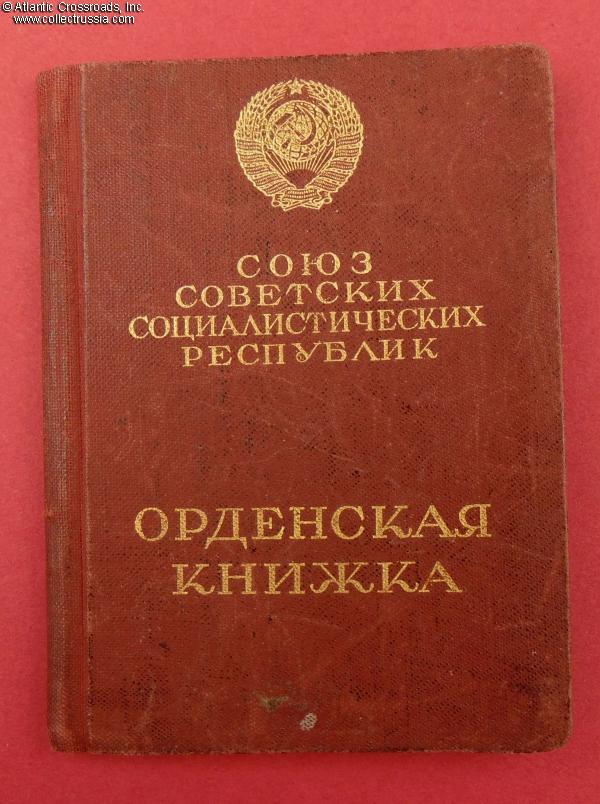 © Atlantic Crossroads, Inc.
www.collectrussia.com
СОЮЗ
СОВЕТСКИХ
СОЦИАЛИСТИЧЕСКИХ
РЕСПУБЛИК
ОРДЕНСКАЯ
КНИЖКА